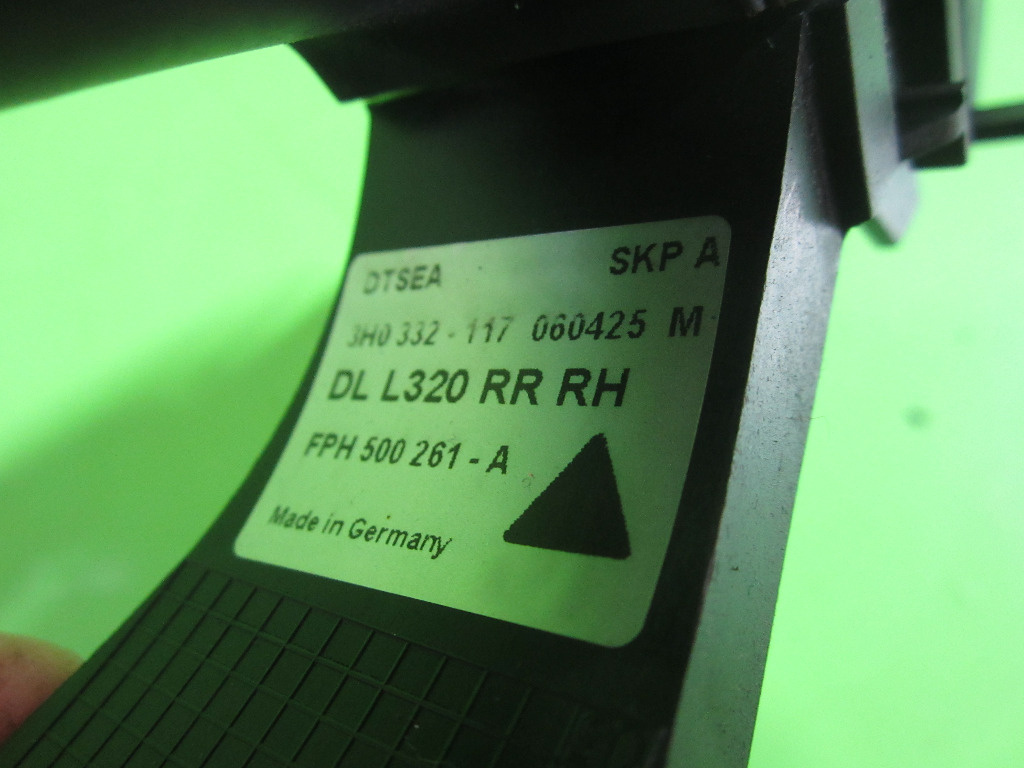 DTSEA SKP A
3H0 332 - 117 060425 M
DL L320 RR RH
FPH 500 261 - A
Made in Germany